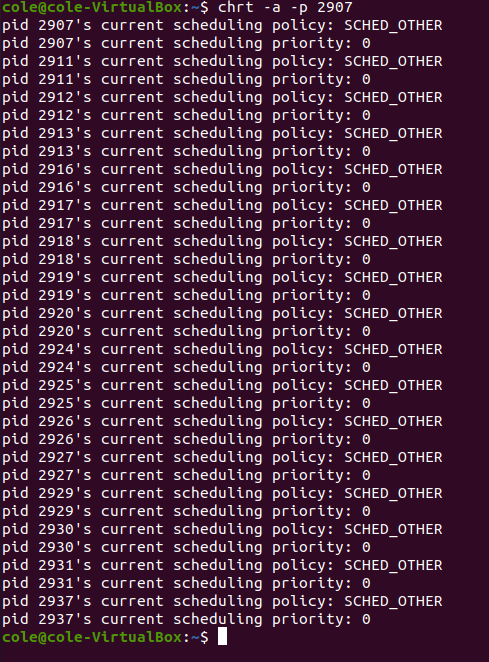 cole@cole-VirtualBox:~$ chrt -a -p 2907
pid 2907's current scheduling policy: SCHED_OTHER
pid 2907's current scheduling priority: 0
pid 2911's current scheduling policy: SCHED_OTHER
pid 2911's current scheduling priority: 0
pid 2912's current scheduling policy: SCHED_OTHER
pid 2912's current scheduling priority: 0
pid 2913's current scheduling policy: SCHED_OTHER
pid 2913's current scheduling priority: 0
pid 2916's current scheduling policy: SCHED_OTHER
pid 2916's current scheduling priority: 0
pid 2917's current scheduling policy: SCHED_OTHER
pid 2917's current scheduling priority: 0
pid 2918's current scheduling policy: SCHED_OTHER
pid 2918's current scheduling priority: 0
pid 2919's current scheduling policy: SCHED_OTHER
pid 2919's current scheduling priority: 0
pid 2920's current scheduling policy: SCHED_OTHER
pid 2920's current scheduling priority: 0
pid 2924's current scheduling policy: SCHED_OTHER
pid 2924's current scheduling priority: 0
pid 2925's current scheduling policy: SCHED_OTHER
pid 2925's current scheduling priority: 0
pid 2926's current scheduling policy: SCHED_OTHER
pid 2926's current scheduling priority: 0
pid 2927's current scheduling policy: SCHED_OTHER
pid 2927's current scheduling priority: 0
pid 2929's current scheduling policy: SCHED_OTHER
pid 2929's current scheduling priority: 0
pid 2930's current scheduling policy: SCHED_OTHER
pid 2930's current scheduling priority: 0
pid 2931's current scheduling policy: SCHED_OTHER
pid 2931's current scheduling priority: 0
pid 2937's current scheduling policy: SCHED_OTHER
pid 2937's current scheduling priority: 0
cole@cole-VirtualBox:~$